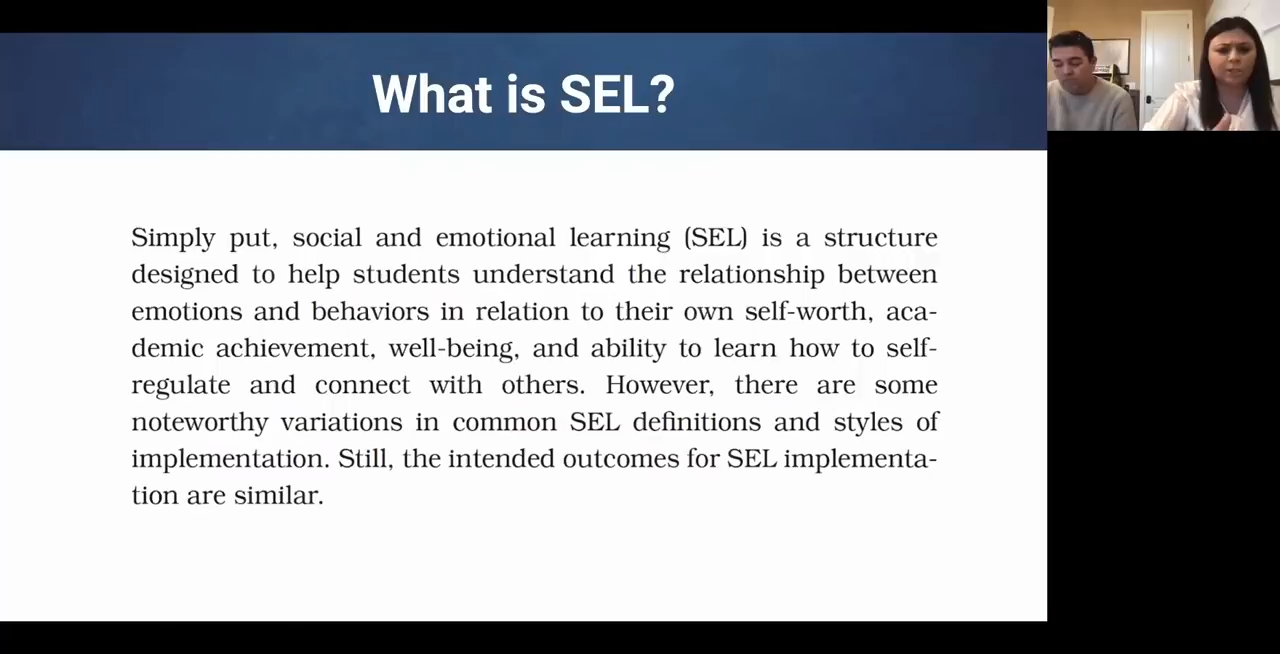 What is SEL?
Simply put, social and emotional learning (SEL) is a structure
designed to help students understand the relationship between
emotions and behaviors in relation to their own self-worth, aca-
demic achievement, well-being, and ability to learn how to self-
regulate and connect with others. However, there are some
noteworthy variations in common SEL definitions and styles of
implementation. Still, the intended outcomes for SEL implementa-
tion are similar.